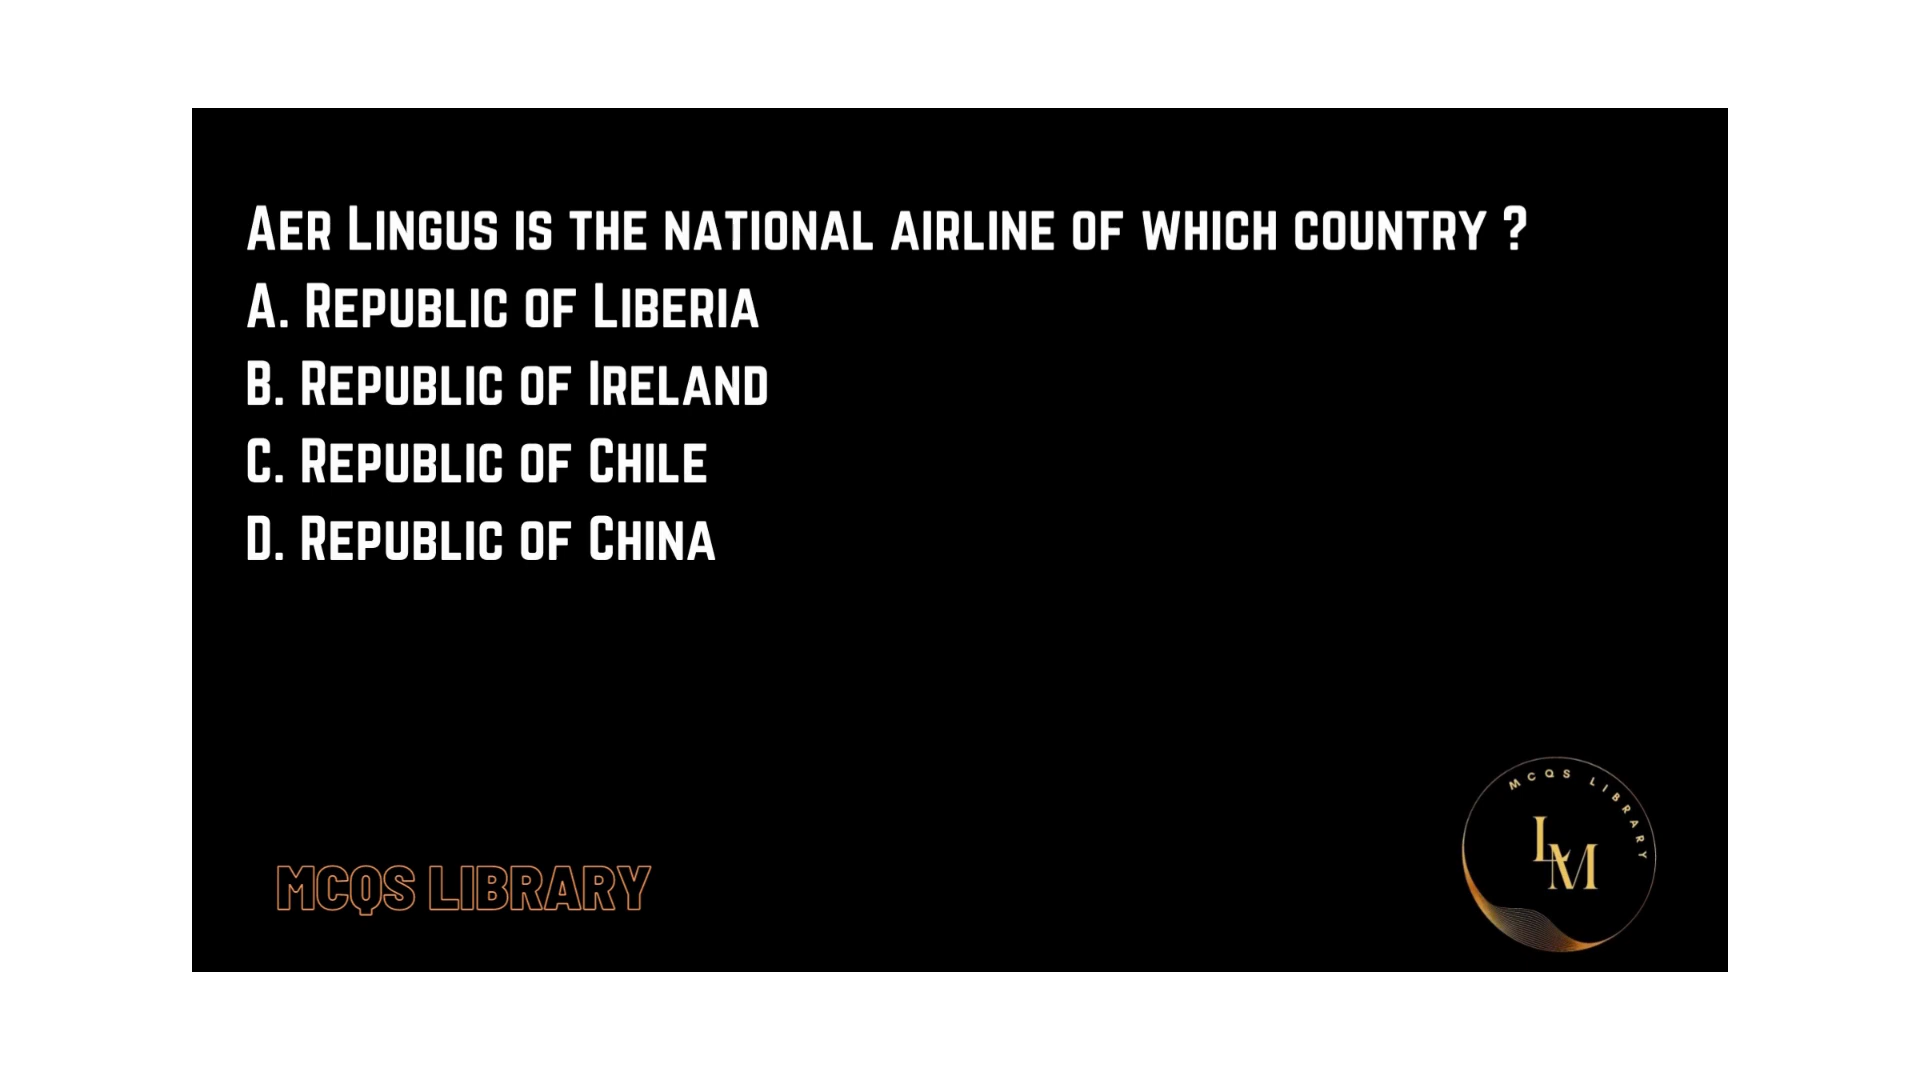 Aer Lingus is the national airline of which country ?
A. Republic of Liberia
B. Republic of Ireland
C. Republic of Chile
D. Republic of China
MCQS LIBRARY
LM
MCQS LIBRARY